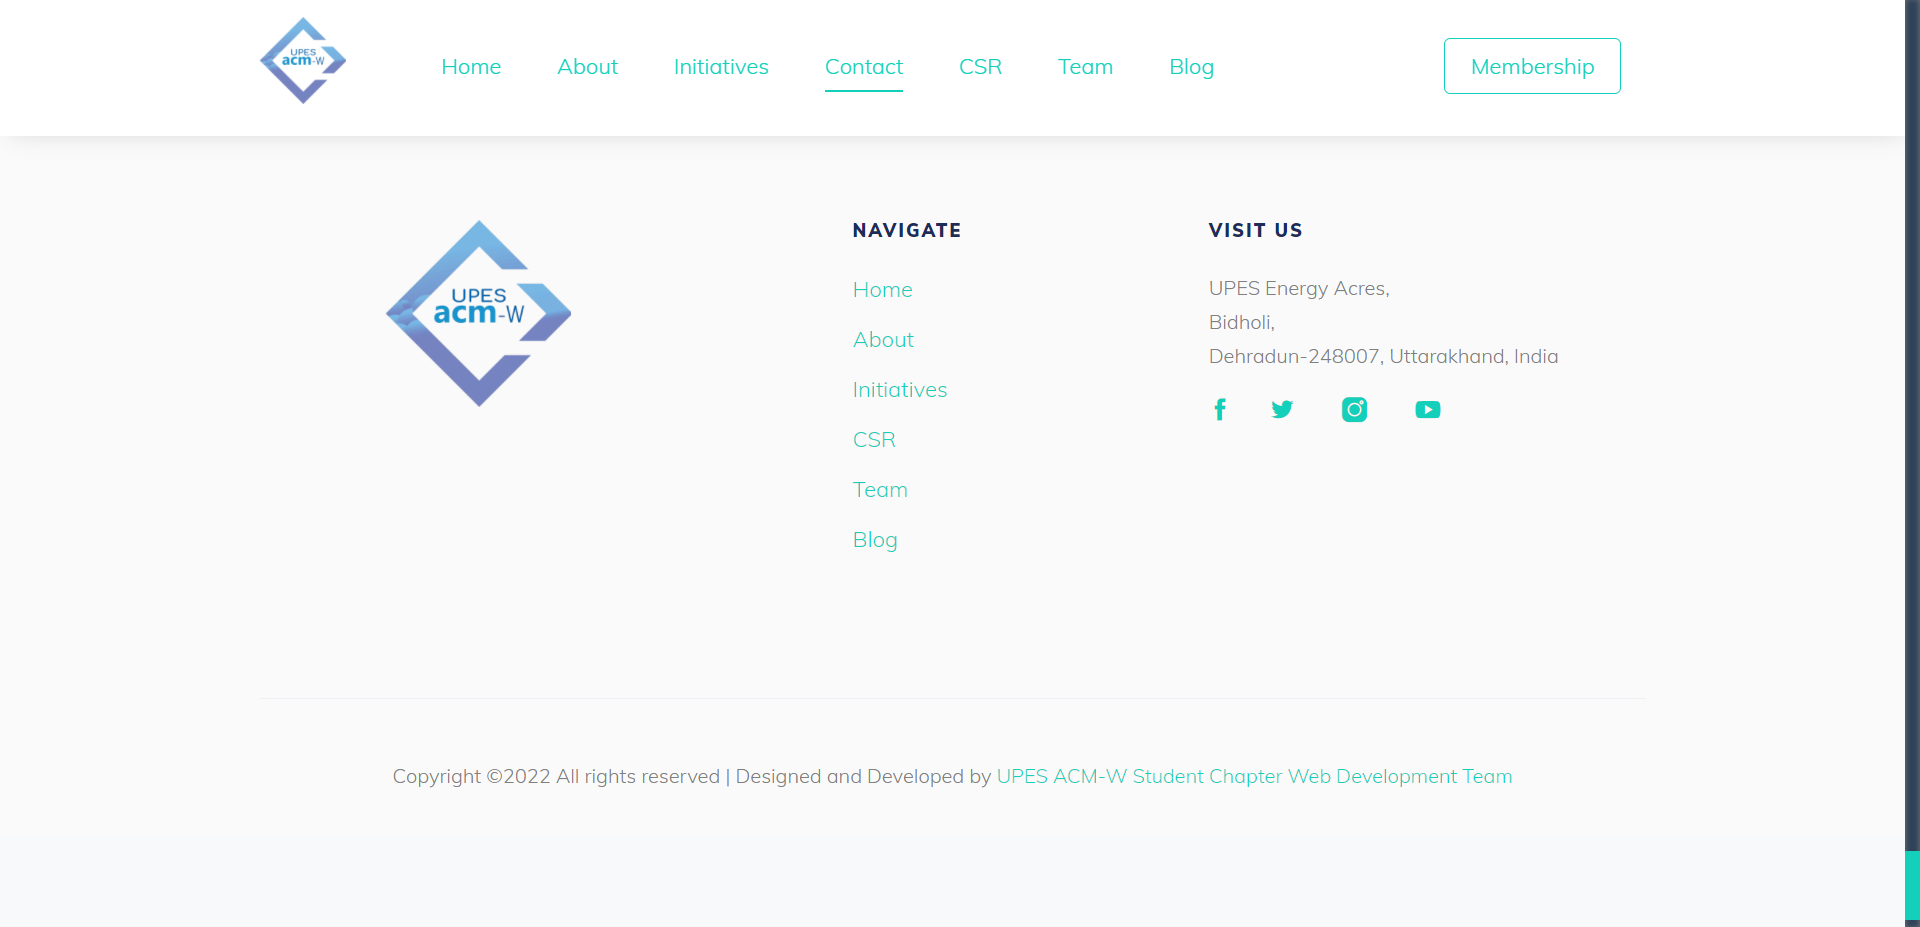 UPES
acm-W
Home
About
Initiatives
Contact
CSR
Team
Blog
Membership
UPES
acm-W
NAVIGATE
Home
About
Initiatives
CSR
Team
Blog
VISIT US
UPES Energy Acres,
Bidholi,
Dehradun-248007, Uttarakhand, India
Copyright ©2022 All rights reserved | Designed and Developed by UPES ACM-W Student Chapter Web Development Team